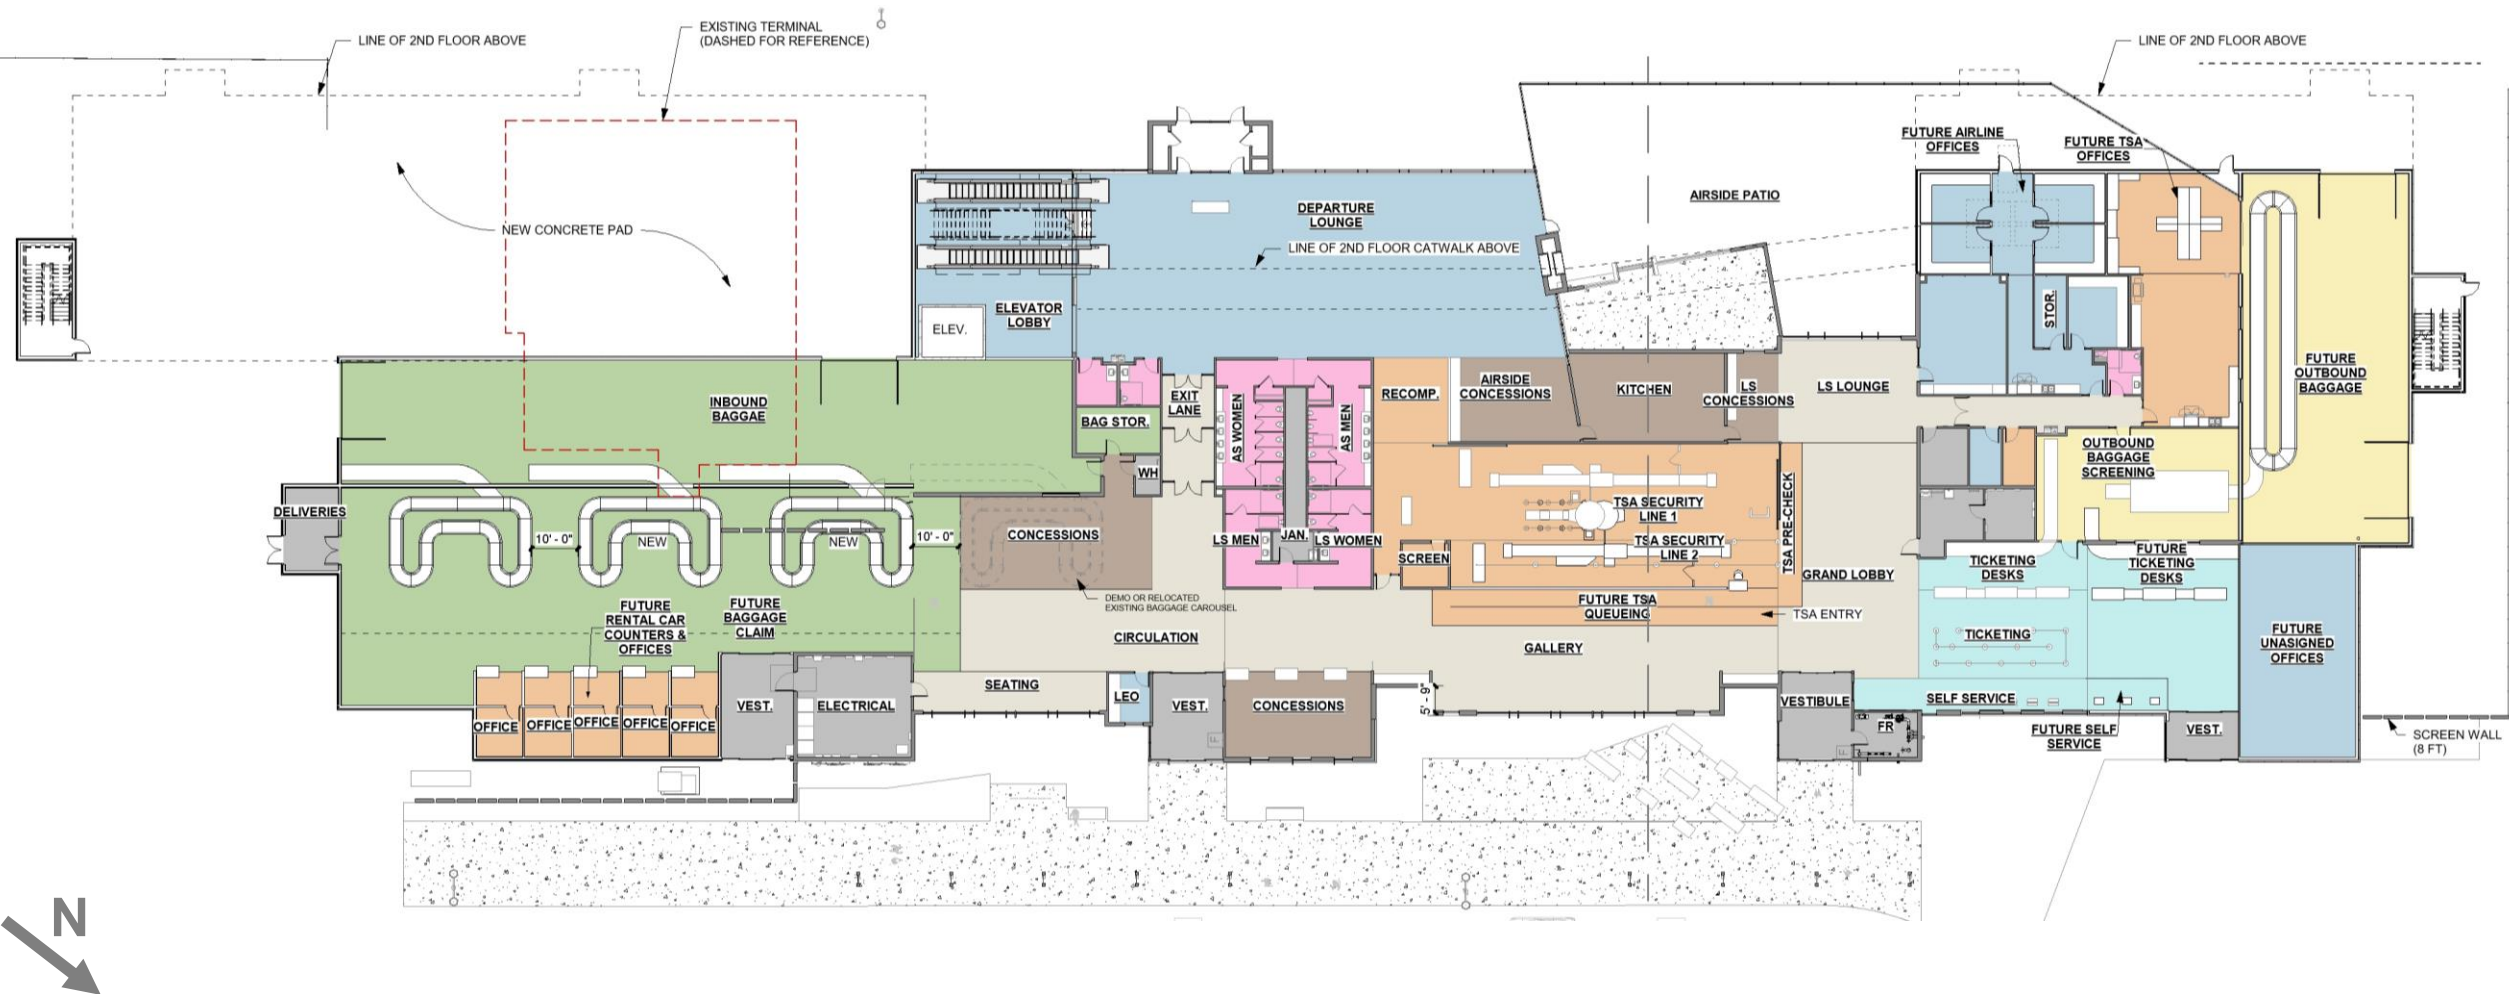 LINE OF 2ND FLOOR ABOVE
EXISTING TERMINAL
(DASHED FOR REFERENCE)
LINE OF 2ND FLOOR ABOVE
FUTURE AIRLINE
OFFICES
FUTURE TSA
OFFICES
AIRSIDE PATIO
DEPARTURE
LOUNGE
NEW CONCRETE PAD
LINE OF 2ND FLOOR CATWALK ABOVE
ELEVATOR
LOBBY
ELEV.
STOR.
FUTURE
OUTBOUND
BAGGAGE
INBOUND
BAGGAE
EXIT
LANE
BAG STOR.
AS WOMEN
AS MEN
RECOMP.
AIRSIDE
CONCESSIONS
KITCHEN
LS
CONCESSIONS
LS LOUNGE
WH
OUTBOUND
BAGGAGE
SCREENING
DELIVERIES
10' - 0"
NEW
NEW
10' - 0"
CONCESSIONS
LS MEN
JAN.
LS WOMEN
SCREEN
TSA SECURITY
LINE 1
TSA SECURITY
LINE 2
TSA PRE-CHECK
GRAND LOBBY
TICKETING
DESKS
FUTURE
TICKETING
DESKS
DEMO OR RELOCATED
EXISTING BAGGAGE CAROUSEL
FUTURE
RENTAL CAR
COUNTERS &
OFFICES
FUTURE
BAGGAGE
CLAIM
CIRCULATION
FUTURE TSA
QUEUEING
TSA ENTRY
GALLERY
TICKETING
FUTURE
UNASIGNED
OFFICES
SEATING
LEO
VEST.
ELECTRICAL
VEST.
CONCESSIONS
5' - 9"
VESTIBULE
SELF SERVICE
OFFICE
OFFICE
OFFICE
OFFICE
OFFICE
FR
FUTURE SELF
SERVICE
VEST.
SCREEN WALL
(8 FT)
F
F
N